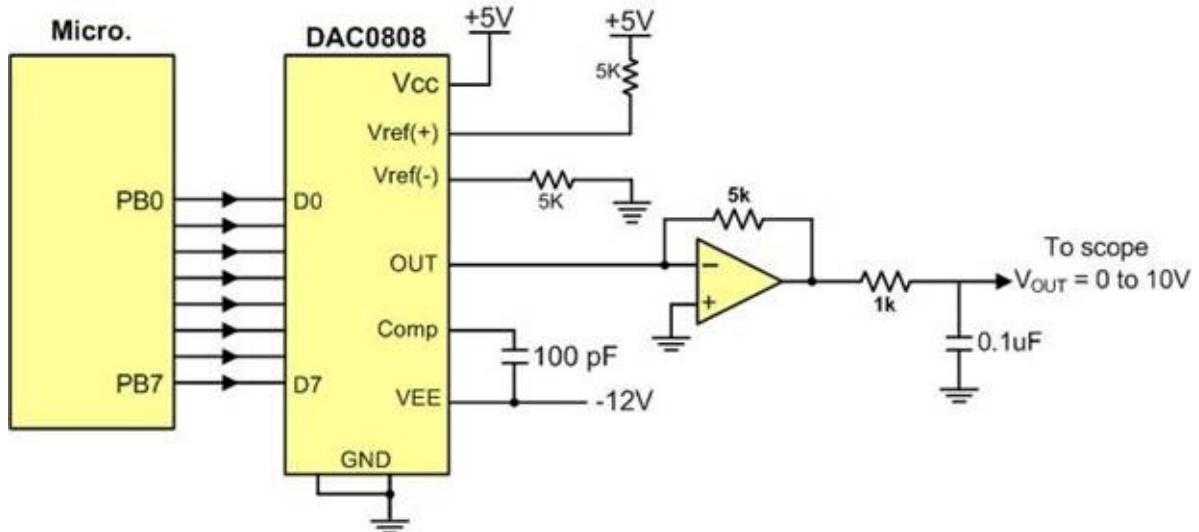 Micro.
DAC0808
+5V
+5V
5K
Vcc
Vref(+)
Vref(-)
5K
PB0
D0
5k
OUT
To scope
VOUT = 0 to 10V
1k
Comp
100 pF
0.1uF
PB7
D7
VEE
-12V
GND
−
+